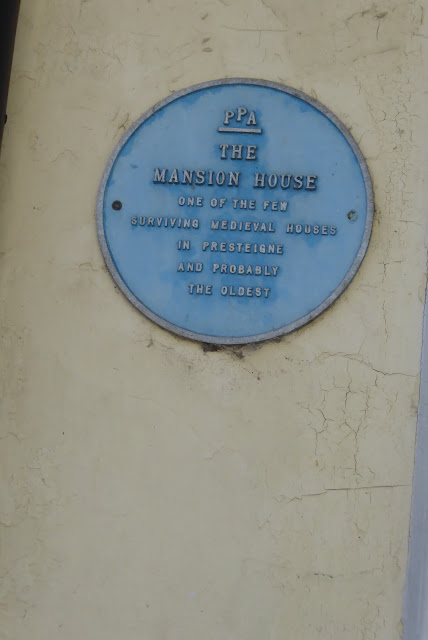 PPA
THE
MANSION HOUSE
ONE OF THE FEW
SURVIVING MEDIEVAL HOUSES
IN PRESTEIGNE
AND PROBABLY
THE OLDEST